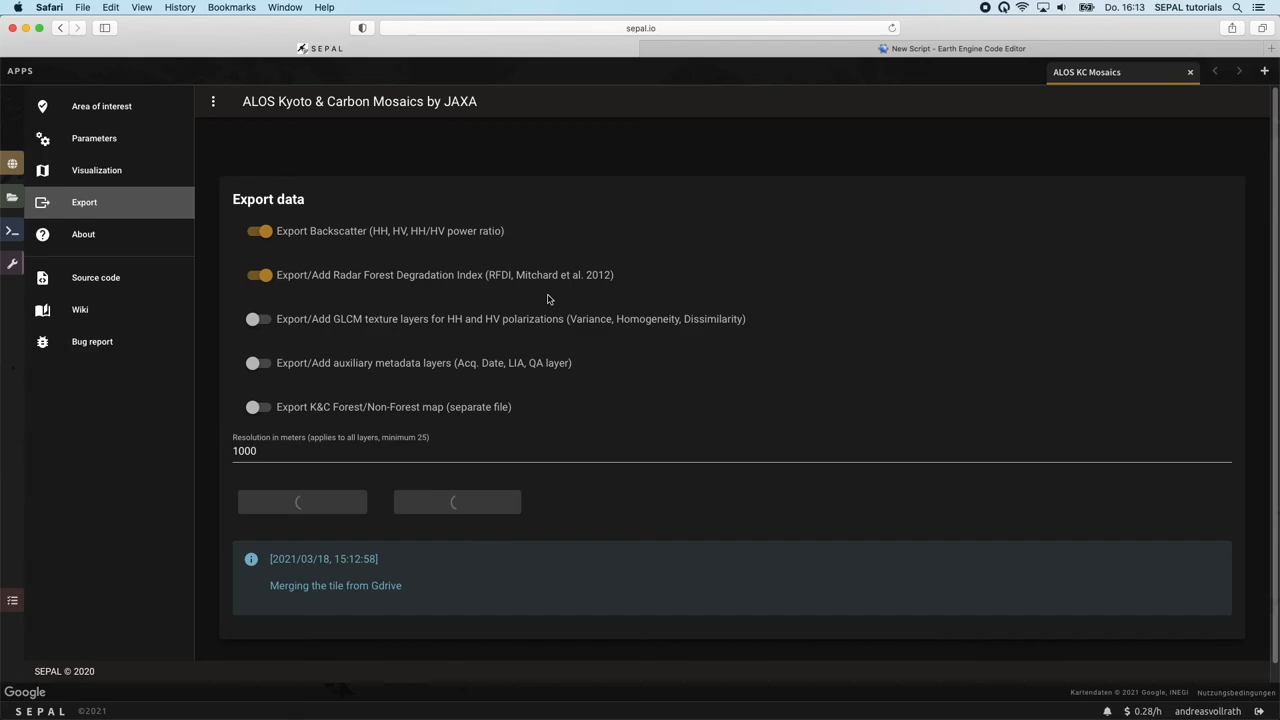 Safari File Edit View History Bookmarks Window Help Do. 16:13 SEPAL tutorials
sepal.io
SEPAL New Script - Earth Engine Code Editor
APPS ALOS KC Mosaics
Area of interest
Parameters
Visualization
Export
About
Source code
Wiki
Bug report
ALOS Kyoto & Carbon Mosaics by JAXA
Export data
Export Backscatter (HH, HV, HH/HV power ratio)
Export/Add Radar Forest Degradation Index (RFDI, Mitchard et al. 2012)
Export/Add GLCM texture layers for HH and HV polarizations (Variance, Homogeneity, Dissimilarity)
Export/Add auxiliary metadata layers (Acq. Date, LIA, QA layer)
Export K&C Forest/Non-Forest map (separate file)
Resolution in meters (applies to all layers, minimum 25)
1000
[2021/03/18, 15:12:58]
Merging the tile from Gdrive
SEPAL © 2020
Google Kartendaten © 2021 Google, INEGI Nutzungsbedingungen
SEPAL ©2021 $ 0.28/h andreasvollrath